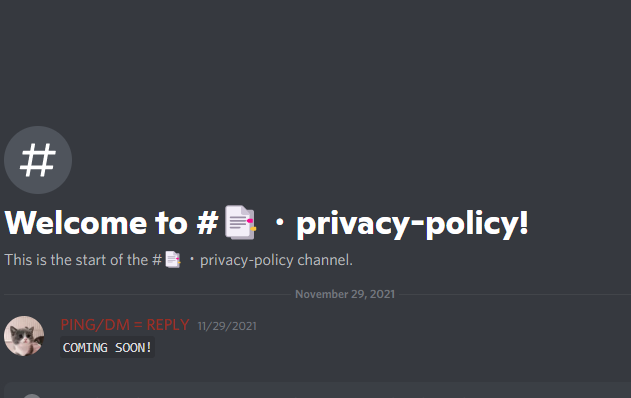 #
Welcome to #📑・privacy-policy!
This is the start of the #📑・privacy-policy channel.
November 29, 2021
PING/DM = REPLY 11/29/2021
COMING SOON!